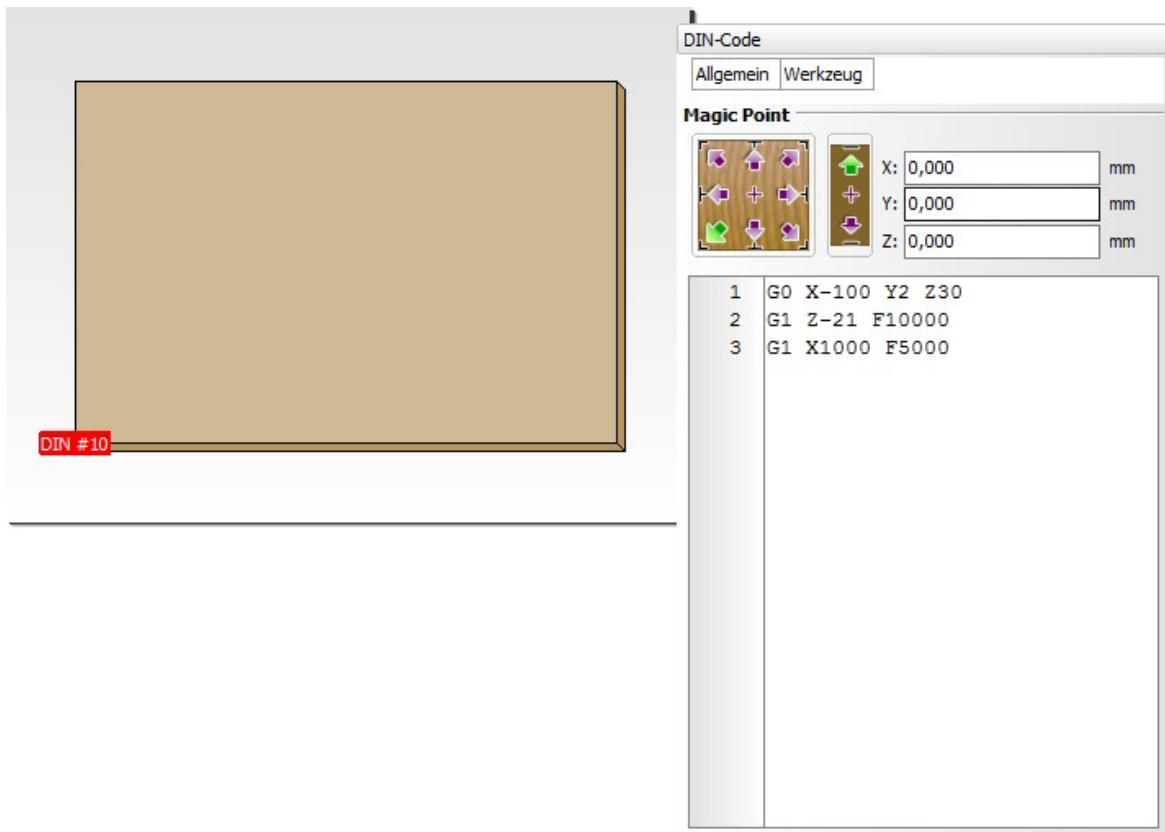 DIN-Code
Allgemein Werkzeug
Magic Point
X: 0,000 mm
Y: 0,000 mm
Z: 0,000 mm
DIN #10
1 G0 X-100 Y2 Z30
2 G1 Z-21 F10000
3 G1 X1000 F5000